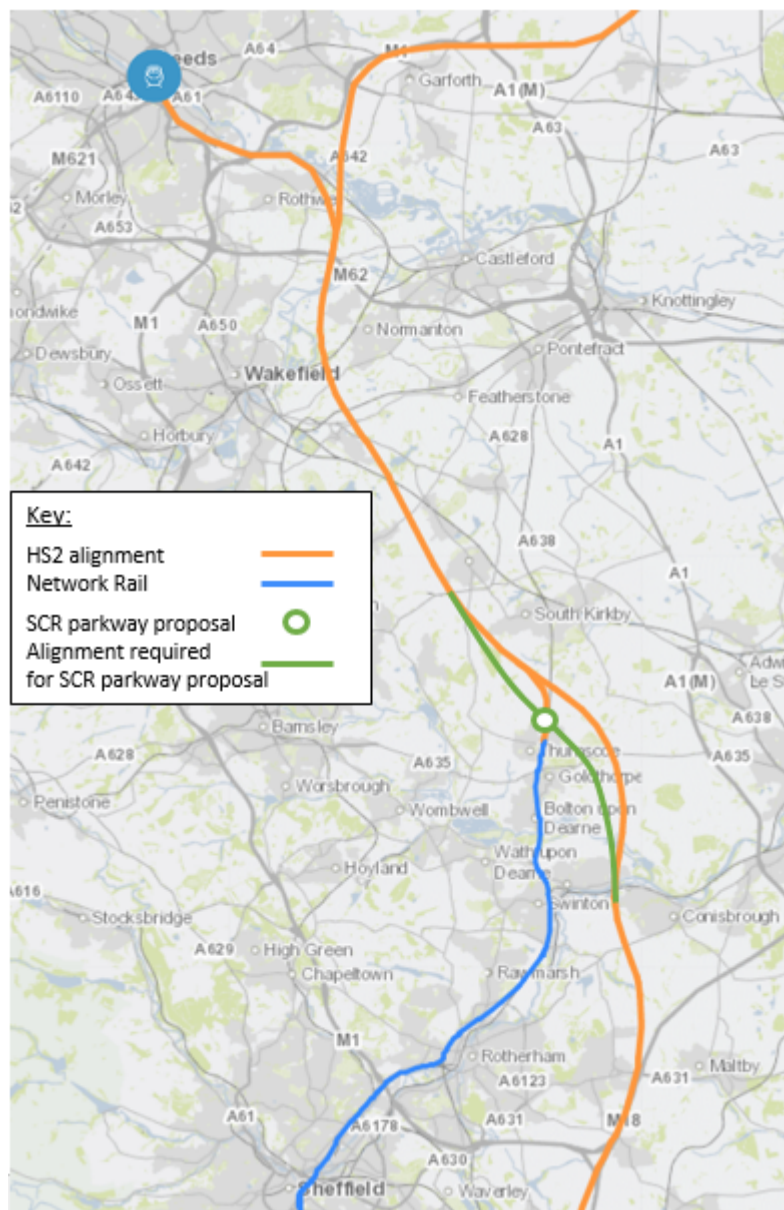 A64
M1
Garforth
A1(M)
A6110
A61
A63
A63
M621
A642
Morley
A653
M62
Castleford
Knottingley
M1
A650
Normanton
Dewsbury
Pontefract
Wakefield
Ossett
Featherstone
Horbury
A628
A1
A642
Key:
HS2 alignment
Network Rail
SCR parkway proposal
Alignment required
for SCR parkway proposal
A638
A1
South Kirkby
A1(M)
A638
Barnsley
A628
A635
A635
Goldthorpe
Worsbrough
Penistone
Wombwell
Bolton upon
Dearne
Wath upon
Dearne
Hoyland
A616
Stocksbridge
Swinton
Conisbrough
A629
High Green
Chapeltown
Rawmarsh
M1
Rotherham
Maltby
A6123
A631
A61
A6178
A631
M18
A630
Sheffield
Waverley